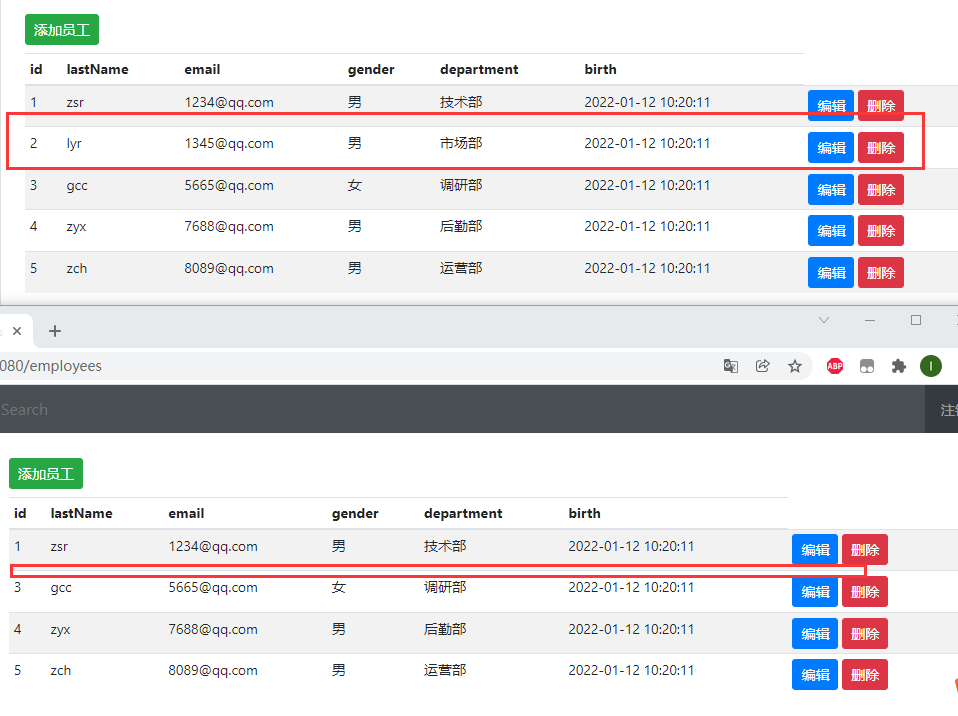 添加员工
id lastName email gender department birth
1 zsr 1234@qq.com 男 技术部 2022-01-12 10:20:11 编辑 删除
2 lyr 1345@qq.com 男 市场部 2022-01-12 10:20:11 编辑 删除
3 gcc 5665@qq.com 女 调研部 2022-01-12 10:20:11 编辑 删除
4 zyx 7688@qq.com 男 后勤部 2022-01-12 10:20:11 编辑 删除
5 zch 8089@qq.com 男 运营部 2022-01-12 10:20:11 编辑 删除
080/employees ABP I
Search 注
添加员工
id lastName email gender department birth
1 zsr 1234@qq.com 男 技术部 2022-01-12 10:20:11 编辑 删除
3 gcc 5665@qq.com 女 调研部 2022-01-12 10:20:11 编辑 删除
4 zyx 7688@qq.com 男 后勤部 2022-01-12 10:20:11 编辑 删除
5 zch 8089@qq.com 男 运营部 2022-01-12 10:20:11 编辑 删除